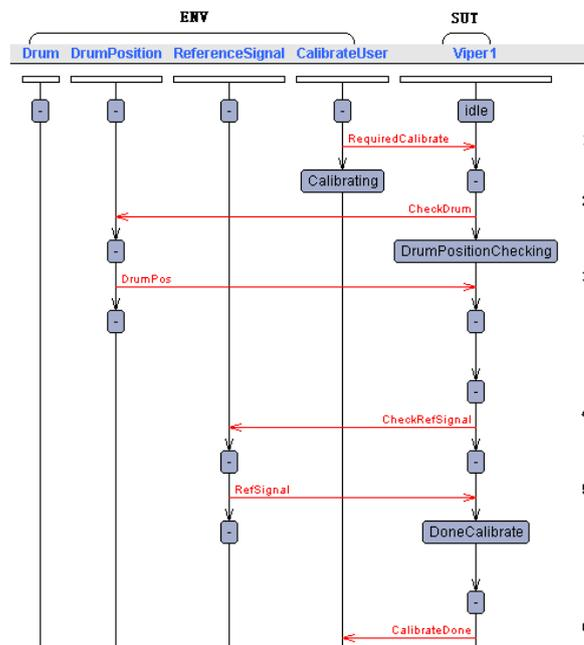 ENV SUT
Drum DrumPosition ReferenceSignal CalibrateUser Viper1
- - - - idle
RequiredCalibrate
Calibrating -
CheckDrum
- DrumPositionChecking
DrumPos
- -
-
CheckRefSignal
- -
RefSignal
- DoneCalibrate
-
CalibrateDone